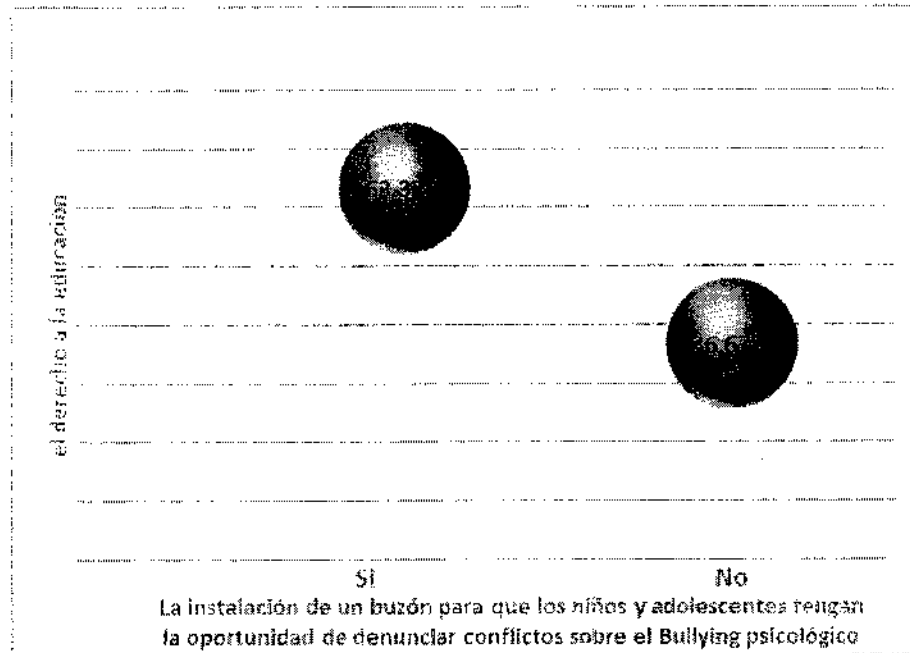 el derecho a la educación
Si
No
La instalación de un buzón para que los niños y adolescentes tengan
la oportunidad de denunciar conflictos sobre el Bullying psicológico